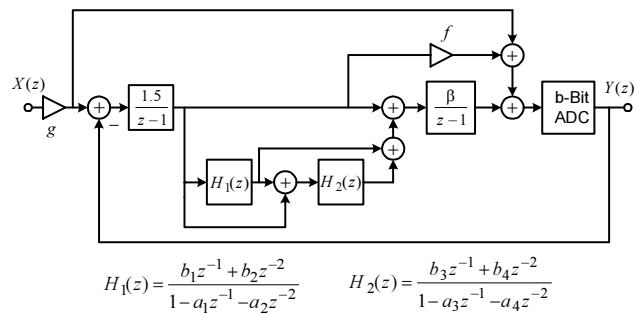 f
X(z)
g
1.5
z−1
β
z−1
b-Bit
ADC
Y(z)
H₁(z)
H₂(z)
H₁(z) = (b₁z⁻¹ + b₂z⁻²) / (1 − a₁z⁻¹ − a₂z⁻²)
H₂(z) = (b₃z⁻¹ + b₄z⁻²) / (1 − a₃z⁻¹ − a₄z⁻²)